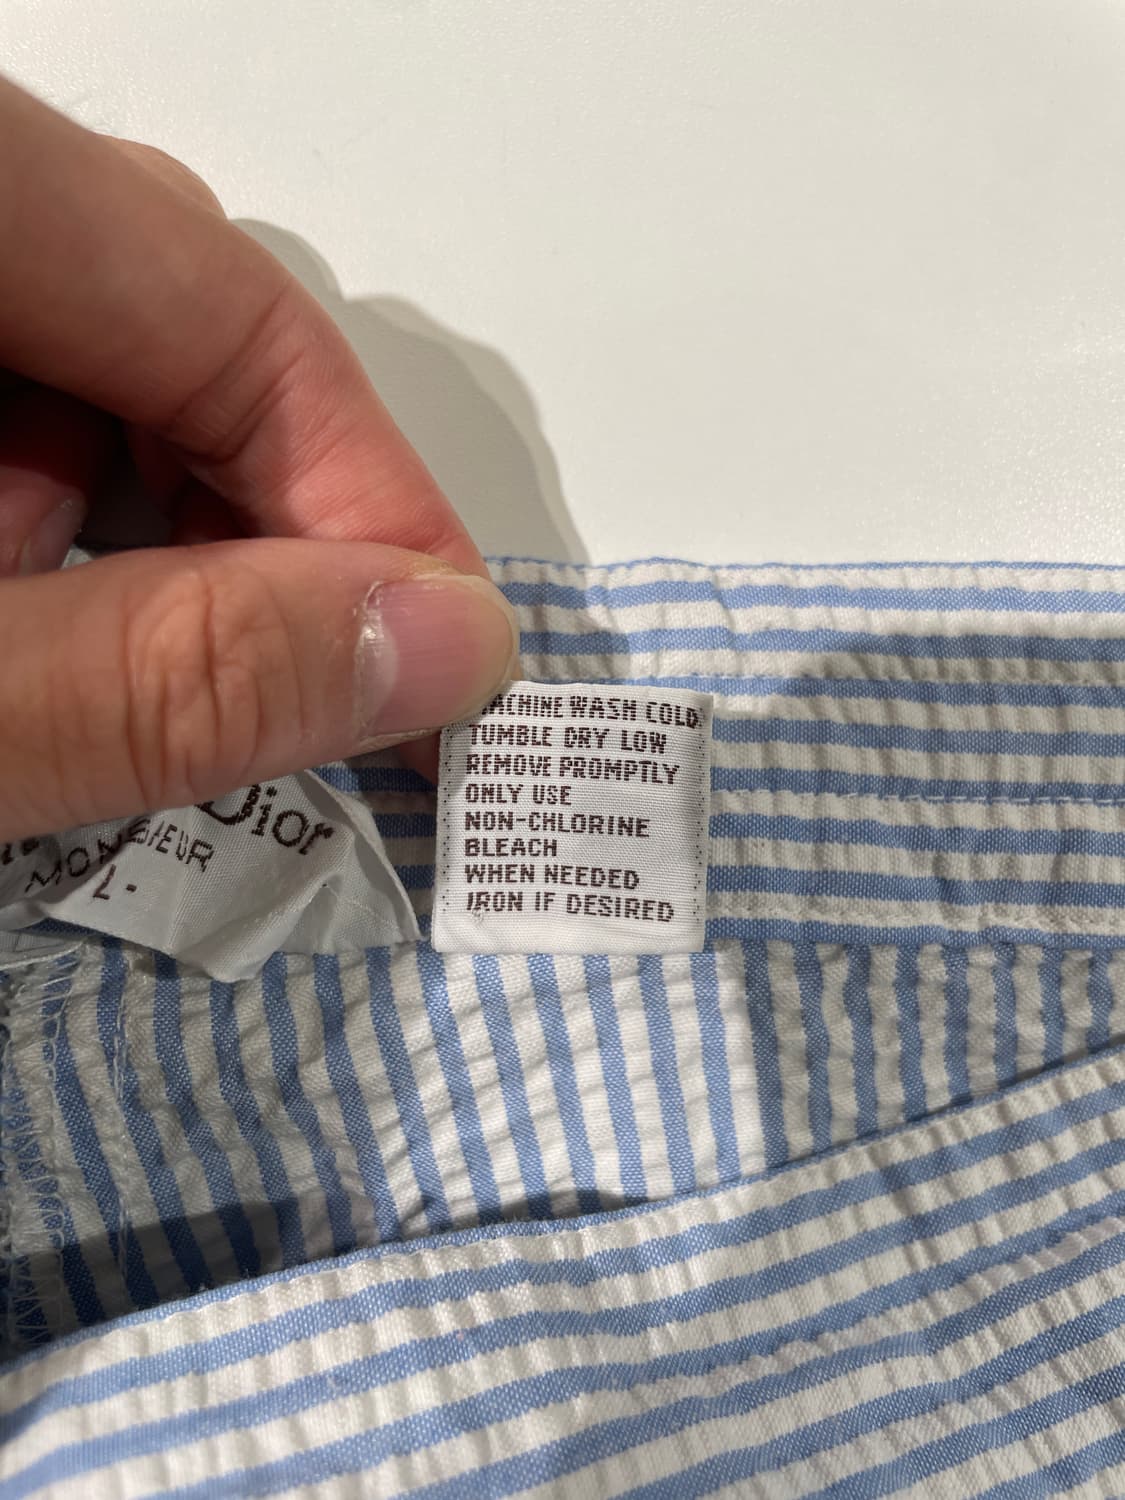 Dior
MONSIEUR
L-
MACHINE WASH COLD
TUMBLE DRY LOW
REMOVE PROMPTLY
ONLY USE
NON-CHLORINE
BLEACH
WHEN NEEDED
IRON IF DESIRED